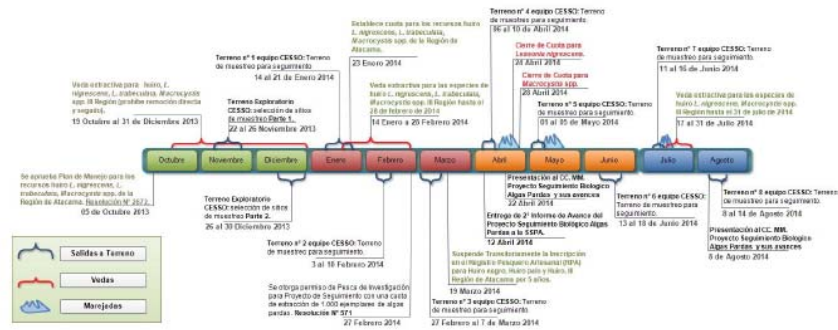 Terreno nº 4 equipo CESSO: Terreno
de muestreo para seguimiento.
06 al 10 de Abril 2014
Establece cuota para los recursos huiro
L. nigrescens, L. trabeculata,
Macrocystis spp. de la Región de
Atacama.
23 Enero 2014
Cierre de Cuota para
Lessonia nigrescens.
24 Abril 2014
Cierre de Cuota para
Macrocystis spp.
28 Abril 2014
Terreno nº 1 equipo CESSO: Terreno
de muestreo para seguimiento
14 al 21 de Enero 2014
Terreno nº 7 equipo CESSO: Terreno
de muestreo para seguimiento.
11 al 16 de Junio 2014
Veda extractiva para huiro, L.
nigrescens, L. trabeculata, Macrocystis
spp. III Región (prohíbe remoción directa
y segado).
19 Octubre al 31 de Diciembre 2013
Terreno Exploratorio
CESSO: selección de sitios
de muestreo Parte 1.
22 al 26 Noviembre 2013
Veda extractiva para las especies de
huiro L. nigrescens, L. trabeculata,
Macrocystis spp. III Región hasta el
28 de febrero de 2014
14 Enero a 28 Febrero 2014
Terreno nº 5 equipo CESSO: Terreno
de muestreo para seguimiento.
01 al 05 de Mayo 2014
Veda extractiva para las especies de
huiro L. nigrescens, Macrocystis spp.
III Región hasta el 31 de julio de 2014
17 al 31 de Julio 2014
Octubre
Noviembre
Diciembre
Enero
Febrero
Marzo
Abril
Mayo
Junio
Julio
Agosto
Se aprueba Plan de Manejo para los
recursos huiro L. nigrescens, L.
trabeculata, Macrocystis spp. de la
Región de Atacama. Resolución Nº 2672.
05 de Octubre 2013
Terreno Exploratorio
CESSO: selección de sitios
de muestreo Parte 2.
26 al 30 Diciembre 2013
Terreno nº 2 equipo CESSO: Terreno
de muestreo para seguimiento.
3 al 18 Febrero 2014
Se otorga permiso de Pesca de Investigación
para Proyecto de Seguimiento con una cuota
de extracción de 1.000 ejemplares de algas
pardas. Resolución Nº 571
27 Febrero 2014
Presentación al CC. MM.
Proyecto Seguimiento Biológico
Algas Pardas y sus avances
22 Abril 2014
Entrega de 2º Informe de Avance del
Proyecto Seguimiento Biológico Algas
Pardas a la SSPA.
12 Abril 2014
Suspende Transitoriamente la Inscripción
en el Registro Pesquero Artesanal (RPA)
para Huiro negro, Huiro palo y Huiro. III
Región de Atacama por 5 años.
19 Marzo 2014
Terreno nº 3 equipo CESSO: Terreno
de muestreo para seguimiento.
27 Febrero al 7 de Marzo 2014
Terreno nº 6 equipo CESSO: Terreno
de muestreo para
seguimiento.
13 al 18 de Junio 2014
Terreno nº 8 equipo CESSO: Terreno
de muestreo para seguimiento.
8 al 14 de Agosto 2014
Presentación al CC. MM.
Proyecto Seguimiento Biológico
Algas Pardas y sus avances
8 de Agosto 2014
Salidas a Terreno
Vedas
Marejadas